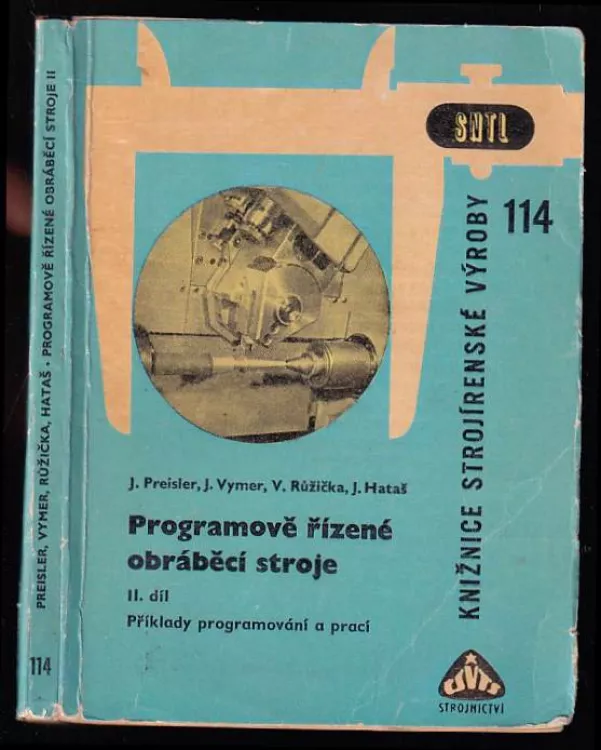 PREISLER, VYMER, RŮŽIČKA, HATAŠ • PROGRAMOVĚ ŘÍZENÉ OBRÁBĚCÍ STROJE II
114
SNTL
114
KNIŽNICE STROJÍRENSKÉ VÝROBY
J. Preisler, J. Vymer, V. Růžička, J. Hataš
Programově řízené
obráběcí stroje
II. díl
Příklady programování a prací
ČSVTS
STROJNICTVÍ